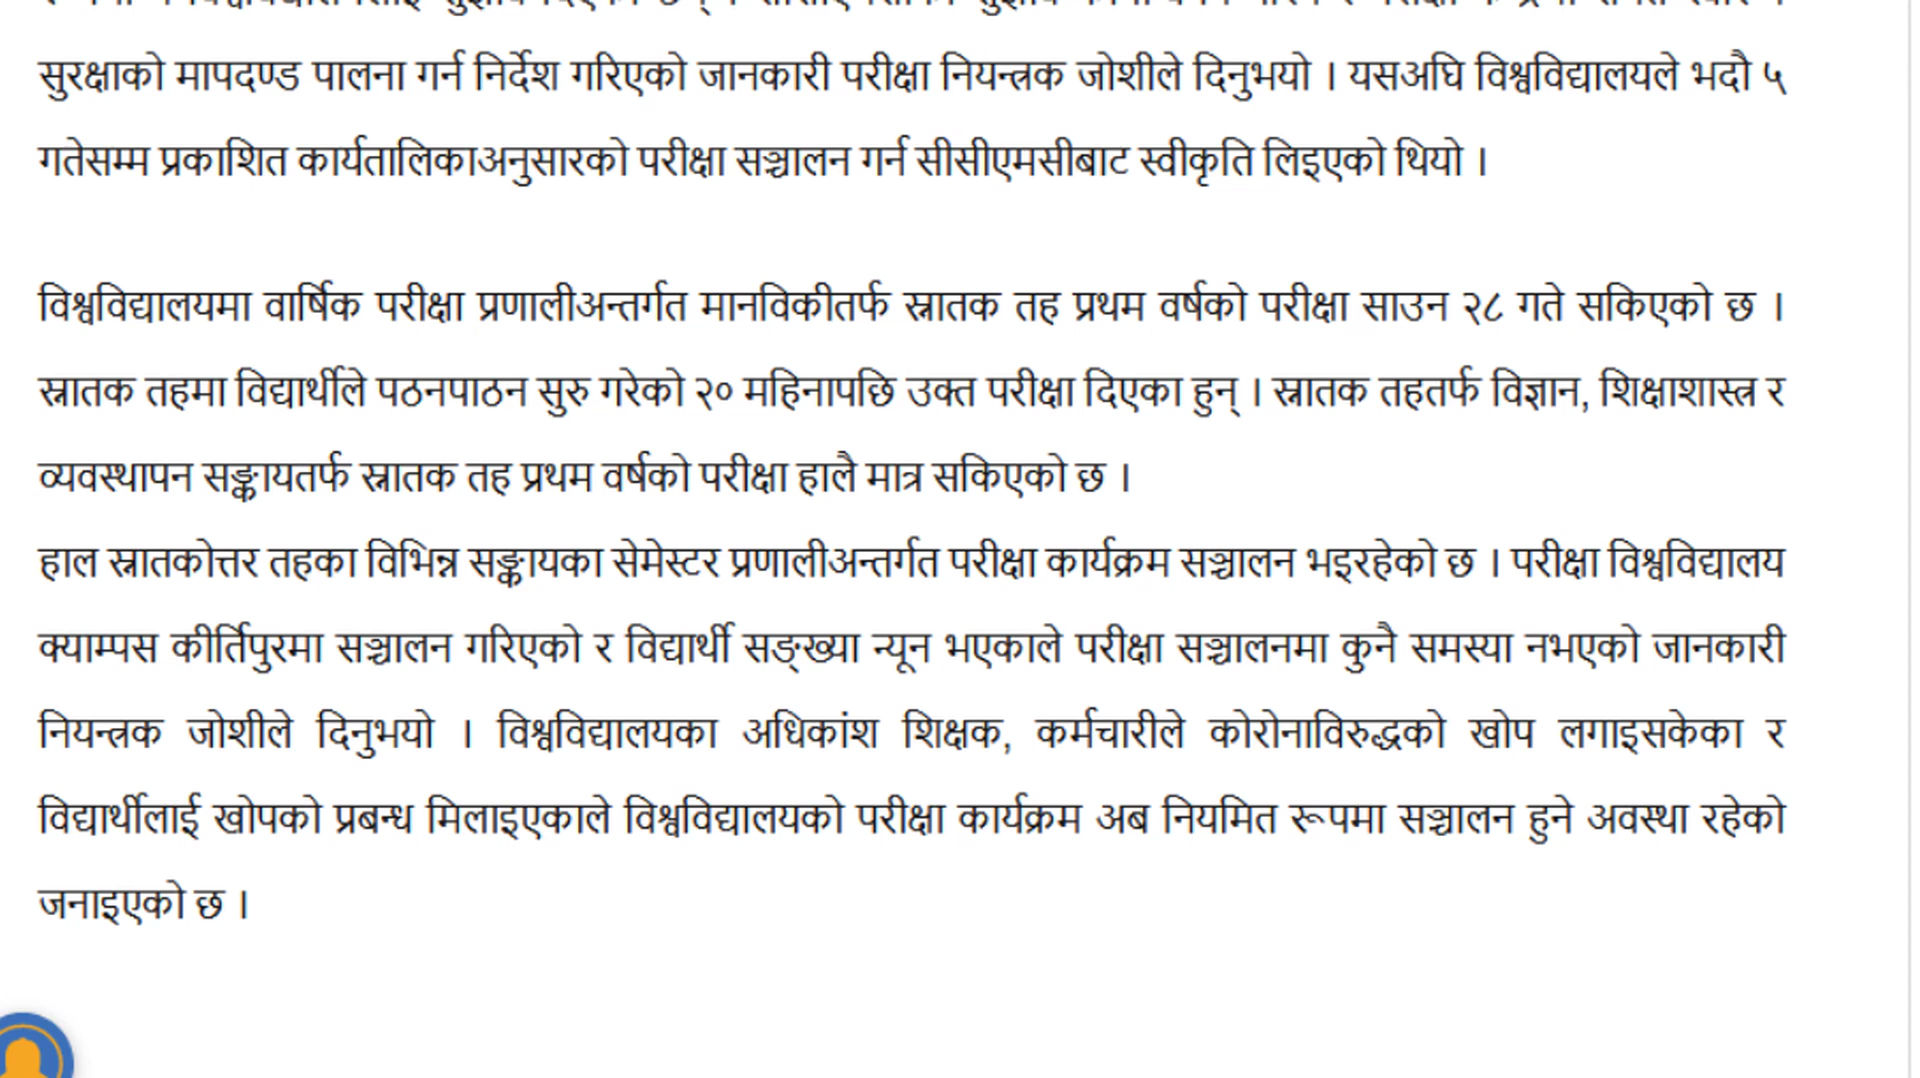 सुरक्षाको मापदण्ड पालना गर्न निर्देश गरिएको जानकारी परीक्षा नियन्त्रक जोशीले दिनुभयो । यसअघि विश्वविद्यालयले भदौ ५
गतेसम्म प्रकाशित कार्यतालिकाअनुसारको परीक्षा सञ्चालन गर्न सीसीएमसीबाट स्वीकृति लिइएको थियो ।
विश्वविद्यालयमा वार्षिक परीक्षा प्रणालीअन्तर्गत मानविकीतर्फ स्नातक तह प्रथम वर्षको परीक्षा साउन २८ गते सकिएको छ ।
स्नातक तहमा विद्यार्थीले पठनपाठन सुरु गरेको २० महिनापछि उक्त परीक्षा दिएका हुन् । स्नातक तहतर्फ विज्ञान, शिक्षाशास्त्र र
व्यवस्थापन सङ्कायतर्फ स्नातक तह प्रथम वर्षको परीक्षा हालै मात्र सकिएको छ ।
हाल स्नातकोत्तर तहका विभिन्न सङ्कायका सेमेस्टर प्रणालीअन्तर्गत परीक्षा कार्यक्रम सञ्चालन भइरहेको छ । परीक्षा विश्वविद्यालय
क्याम्पस कीर्तिपुरमा सञ्चालन गरिएको र विद्यार्थी सङ्ख्या न्यून भएकाले परीक्षा सञ्चालनमा कुनै समस्या नभएको जानकारी
नियन्त्रक जोशीले दिनुभयो । विश्वविद्यालयका अधिकांश शिक्षक, कर्मचारीले कोरोनाविरुद्धको खोप लगाइसकेका र
विद्यार्थीलाई खोपको प्रबन्ध मिलाइएकाले विश्वविद्यालयको परीक्षा कार्यक्रम अब नियमित रूपमा सञ्चालन हुने अवस्था रहेको
जनाइएको छ ।